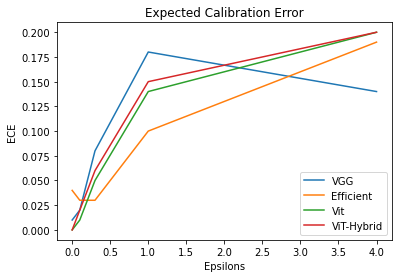 Expected Calibration Error
ECE
0.200
0.175
0.150
0.125
0.100
0.075
0.050
0.025
0.000
VGG
Efficient
Vit
ViT-Hybrid
0.0 0.5 1.0 1.5 2.0 2.5 3.0 3.5 4.0
Epsilons